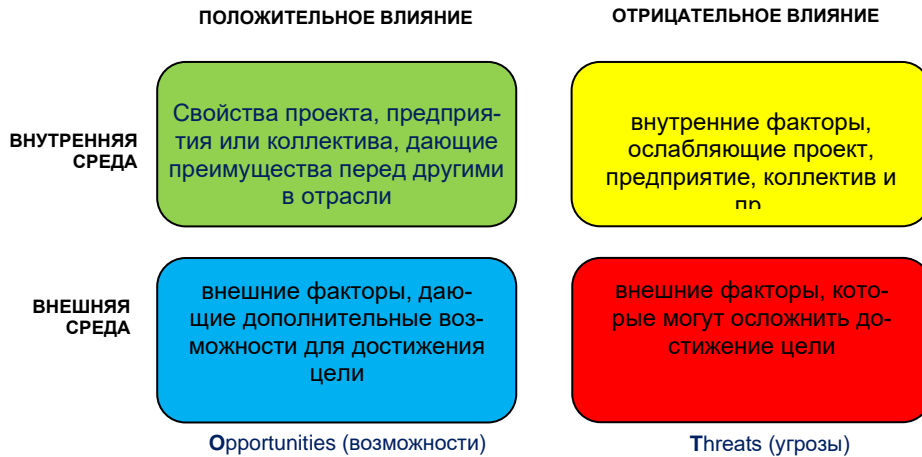 ПОЛОЖИТЕЛЬНОЕ ВЛИЯНИЕ
ОТРИЦАТЕЛЬНОЕ ВЛИЯНИЕ
ВНУТРЕННЯЯ
СРЕДА
Свойства проекта, предприя-
тия или коллектива, дающие
преимущества перед другими
в отрасли
внутренние факторы,
ослабляющие проект,
предприятие, коллектив и
пр
ВНЕШНЯЯ
СРЕДА
внешние факторы, даю-
щие дополнительные воз-
можности для достижения
цели
внешние факторы, кото-
рые могут осложнить до-
стижение цели
Opportunities (возможности)
Threats (угрозы)